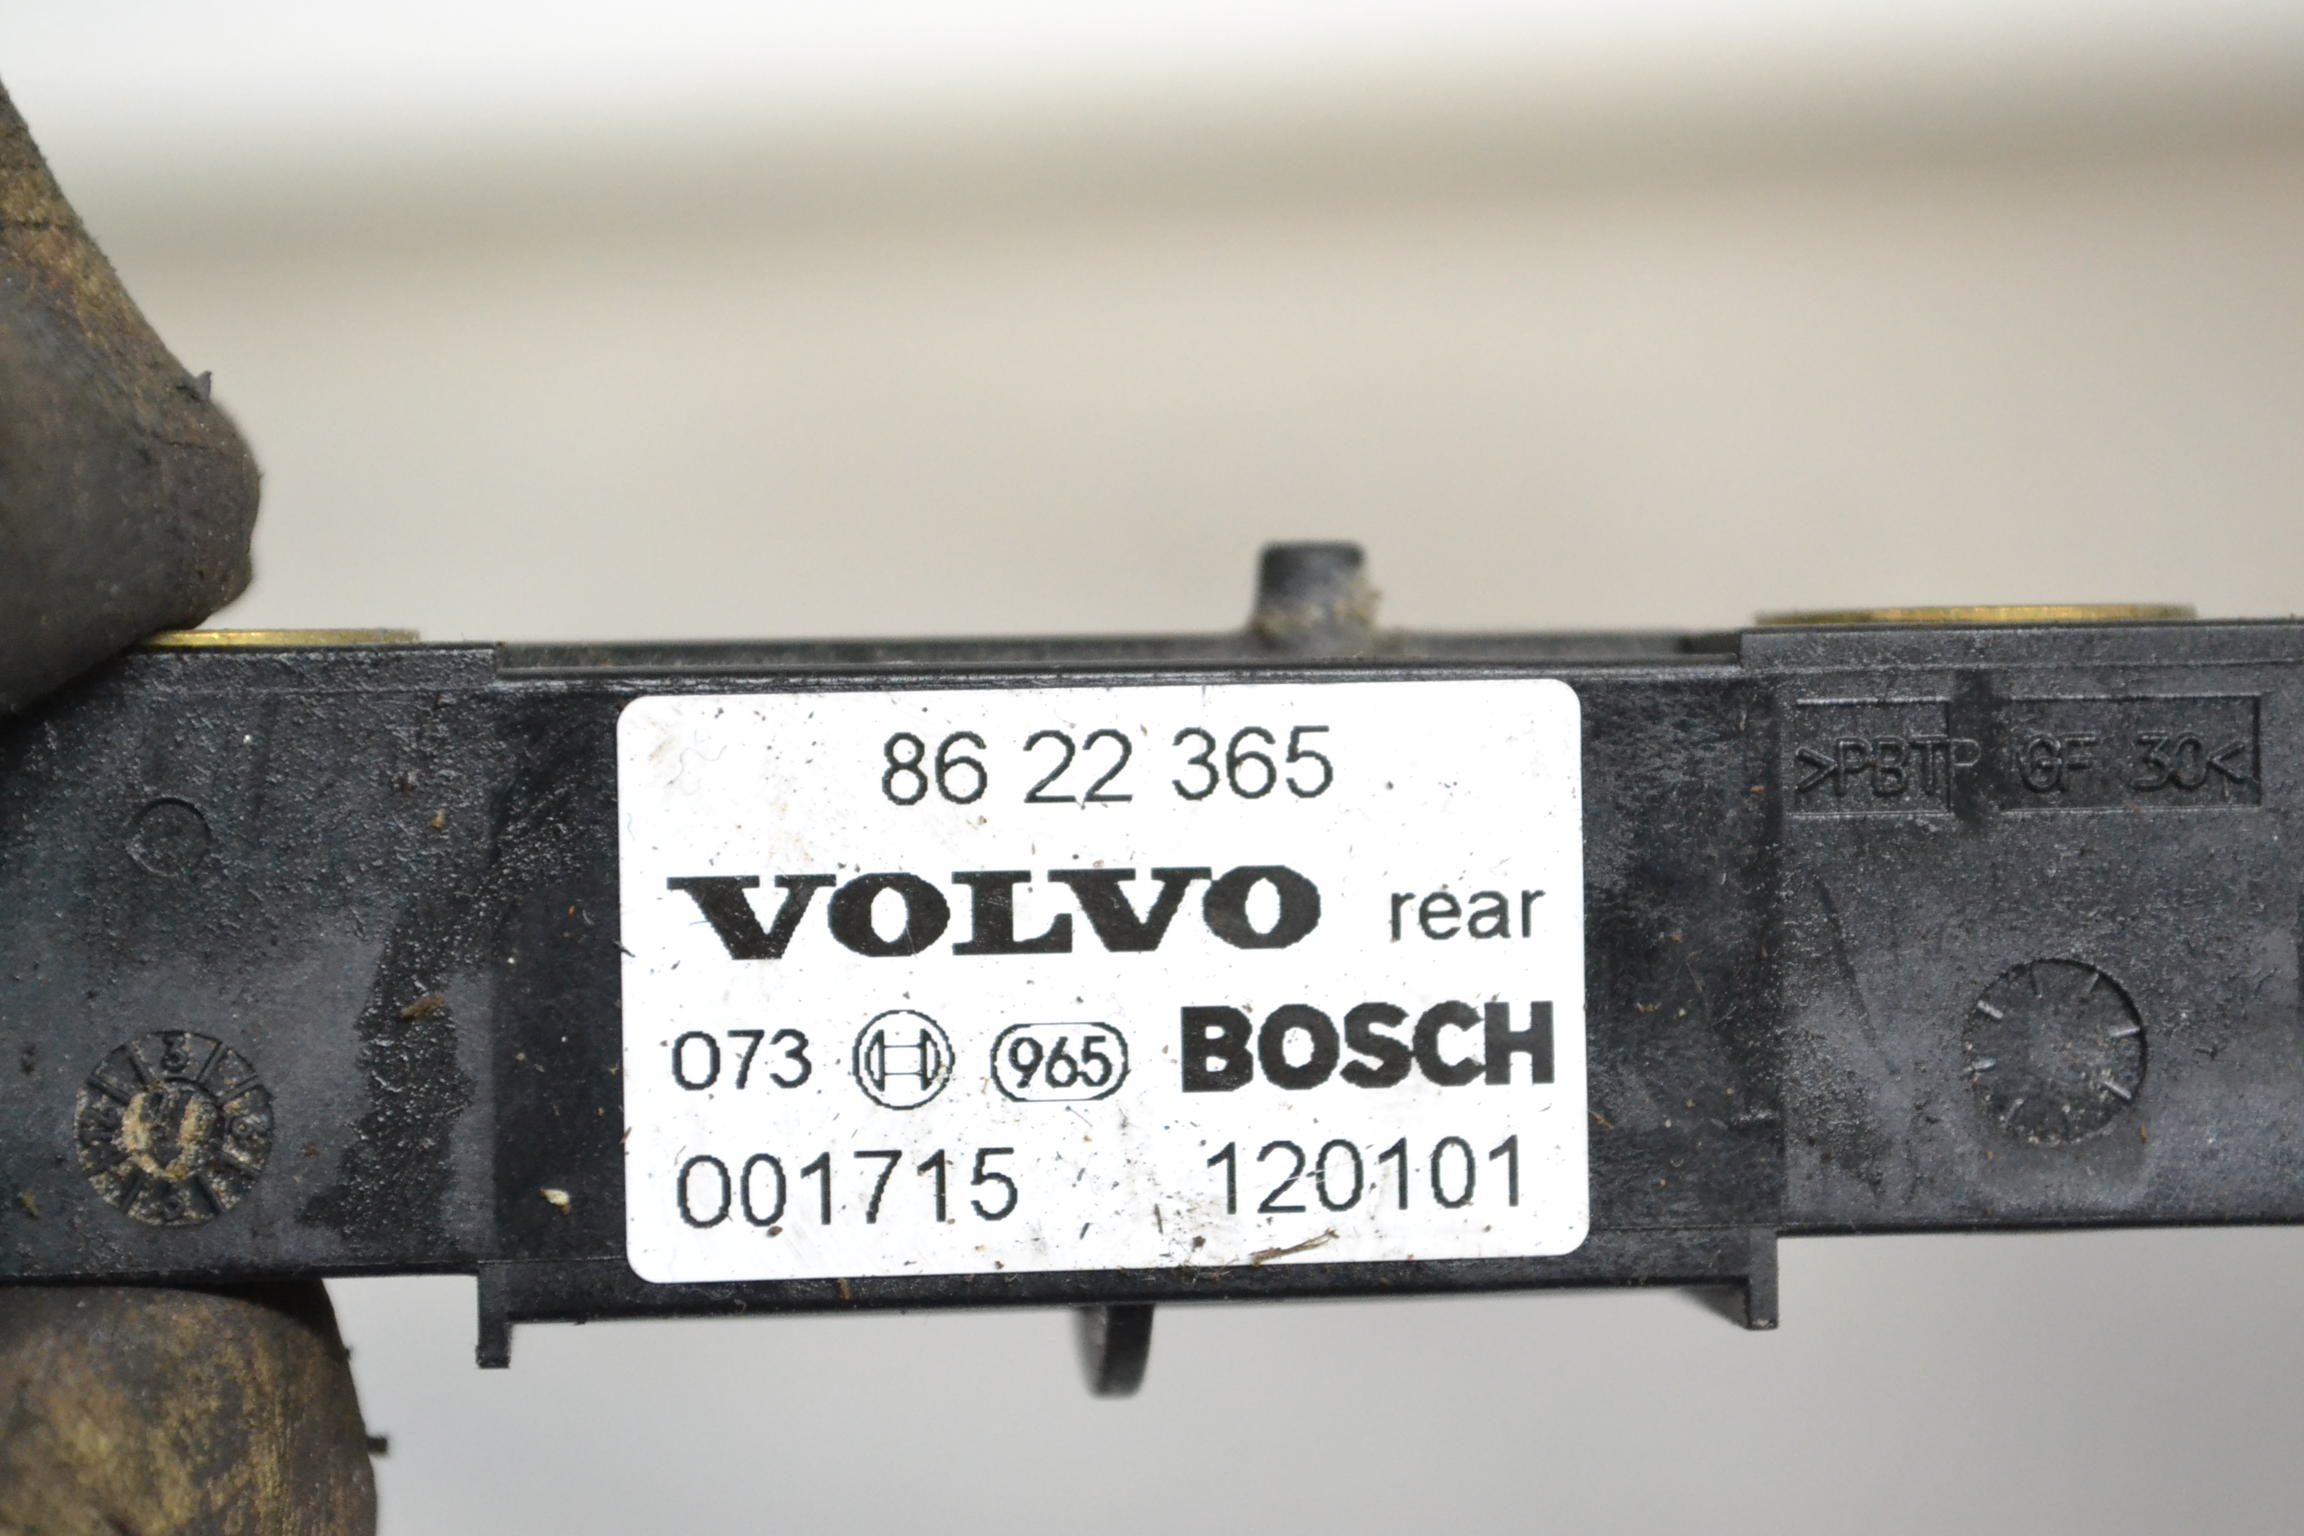 86 22 365
VOLVO rear
073 965 BOSCH
001715 120101
>PBTP GF 30<